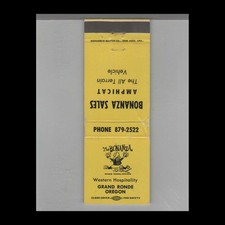 BONANZA SALES
AMPHICAT
The All Terrain
Vehicle
PHONE 879-2522
The BONANZA
Western Hospitality
GRAND RONDE
OREGON